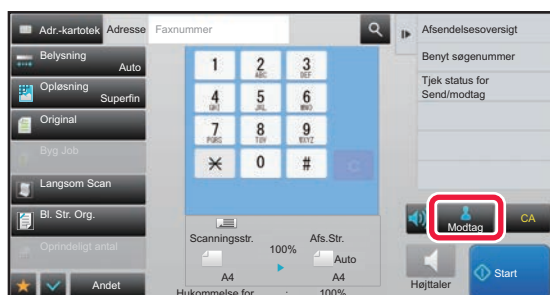 Adr.-kartotek Adresse Faxnummer
Belysning
Auto
Opløsning
Superfin
Original
Byg Job
Langsom Scan
Bl. Str. Org.
Oprindeligt antal
Andet
1 2 3
ABC DEF
4 5 6
GHI JKL MNO
7 8 9
PQRS TUV WXYZ
0 # C
Scanningsstr. 100% Afs.Str.
Auto
A4 A4
Hukommelse for : 100%
Afsendelsesoversigt
Benyt søgenummer
Tjek status for
Send/modtag
Modtag
CA
Højttaler
Start